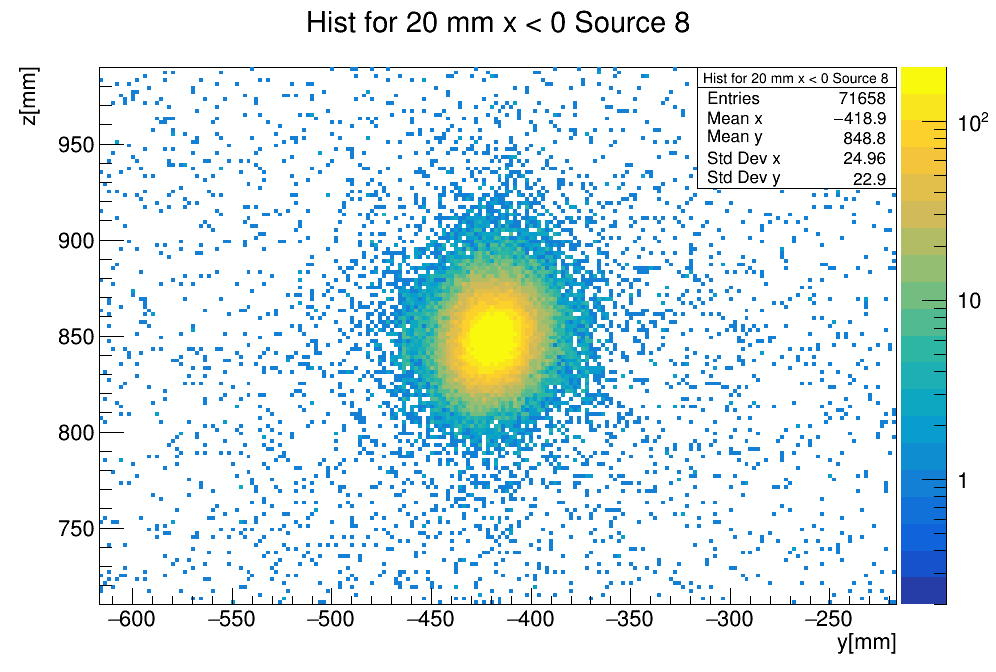 Hist for 20 mm x < 0 Source 8
z[mm]
Hist for 20 mm x < 0 Source 8
Entries 71658
Mean x −418.9
Mean y 848.8
Std Dev x 24.96
Std Dev y 22.9
950
900
850
800
750
10²
10
1
−600 −550 −500 −450 −400 −350 −300 −250
y[mm]